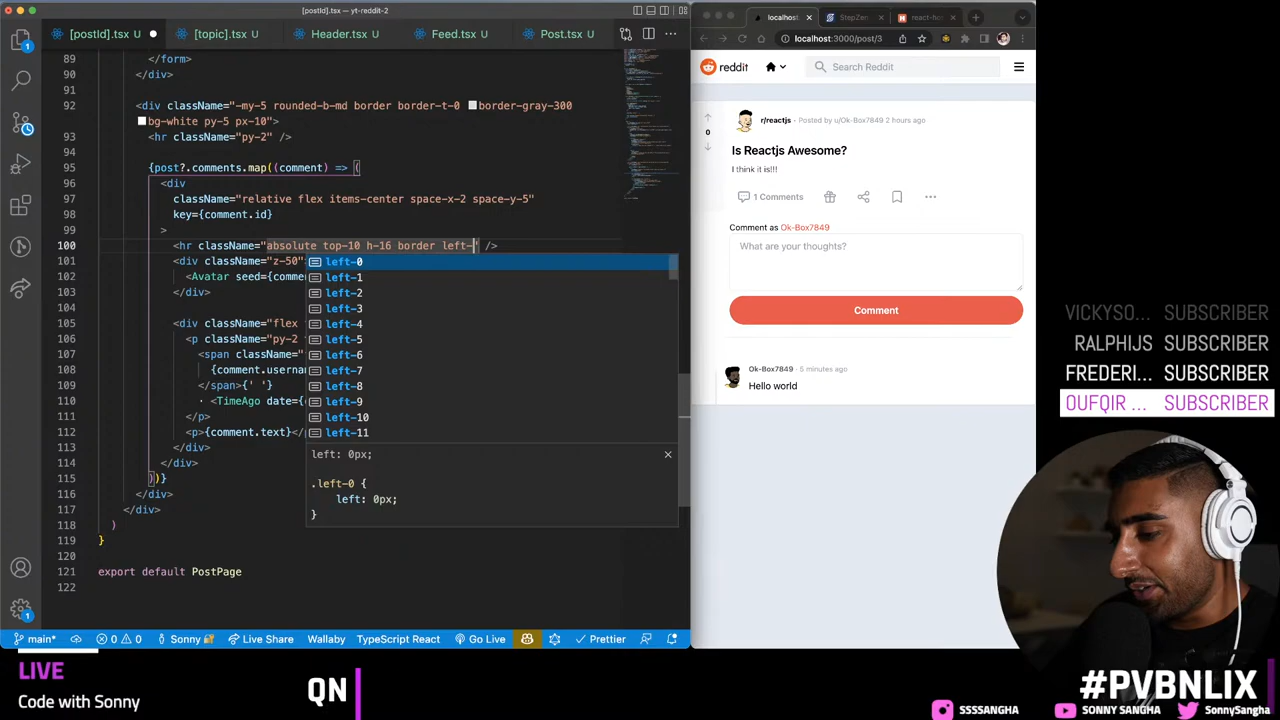 [postId].tsx — yt-reddit-2
[postId].tsx U
[topic].tsx U
Header.tsx U
Feed.tsx U
Post.tsx U
89 </form>
90 </div>
91
92 <div className="-my-5 rounded-b-md border border-t-0 border-gray-300
bg-white py-5 px-10">
93 <hr className="py-2" />
94
96 <div
97 className="relative flex items-center space-x-2 space-y-5"
98 key={comment.id}
99 >
100 <hr className="absolute top-10 h-16 border left-" />
101 <div className="z-50"
102 <Avatar seed={comme
103 </div>
104
105 <div className="flex
106 <p className="py-2
107 <span className="
108 {comment.userna
109 </span>{' '}
110 · <TimeAgo date={
111 </p>
112 <p>{comment.text}</
113 </div>
114 </div>
115 ))}
116 </div>
117 </div>
118 )
119 }
120
121 export default PostPage
122
left-0
left-1
left-2
left-3
left-4
left-5
left-6
left-7
left-8
left-9
left-10
left-11
left: 0px;
.left-0 {
left: 0px;
}
main*
0 0
Sonny
Live Share
Wallaby
TypeScript React
Go Live
Prettier
1
1
localhost:
StepZen
react-ho
localhost:3000/post/3
reddit
Search Reddit
0
r/reactjs · Posted by u/Ok-Box7849 2 hours ago
Is Reactjs Awesome?
I think it is!!!
1 Comments
Comment as Ok-Box7849
What are your thoughts?
Comment
Ok-Box7849 · 5 minutes ago
Hello world
VICKYSO... SUBSCRIBER
RALPHIJS SUBSCRIBER
FREDERI... SUBSCRIBER
OUFQIR ... SUBSCRIBER
LIVE
Code with Sonny
QN
#PVBNLIX
SSSSANGHA
SONNY SANGHA
SonnySangha